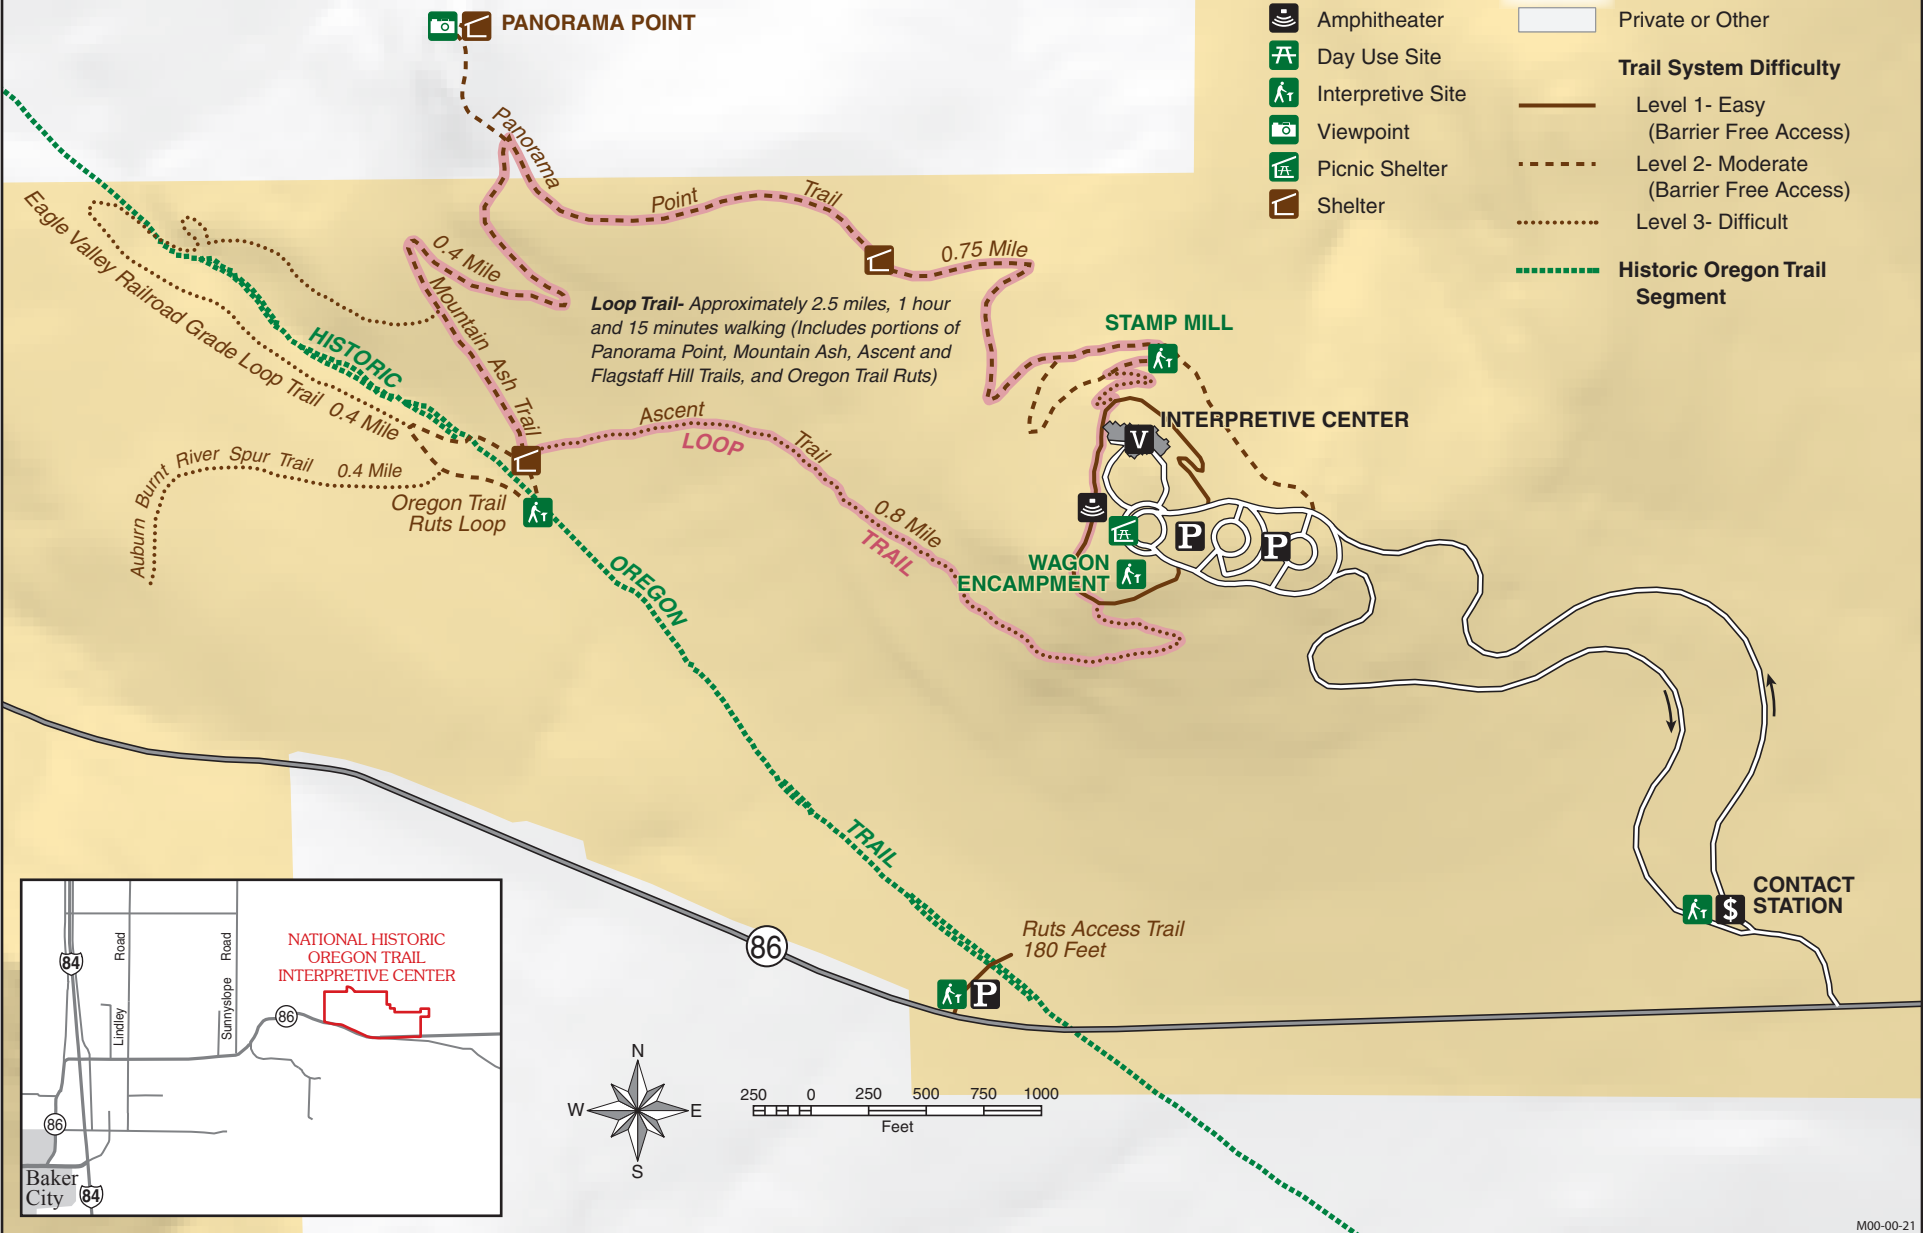 PANORAMA POINT
Amphitheater
Day Use Site
Interpretive Site
Viewpoint
Picnic Shelter
Shelter
Private or Other
Trail System Difficulty
Level 1- Easy
(Barrier Free Access)
Level 2- Moderate
(Barrier Free Access)
Level 3- Difficult
Historic Oregon Trail
Segment
Panorama Point Trail
0.75 Mile
0.4 Mile
Mountain Ash Trail
Eagle Valley Railroad Grade Loop Trail 0.4 Mile
HISTORIC
OREGON
TRAIL
Loop Trail- Approximately 2.5 miles, 1 hour
and 15 minutes walking (Includes portions of
Panorama Point, Mountain Ash, Ascent and
Flagstaff Hill Trails, and Oregon Trail Ruts)
STAMP MILL
INTERPRETIVE CENTER
V
Ascent Trail
0.8 Mile
LOOP
TRAIL
Auburn Burnt River Spur Trail 0.4 Mile
Oregon Trail
Ruts Loop
WAGON
ENCAMPMENT
P
P
CONTACT
STATION
$
Ruts Access Trail
180 Feet
P
86
NATIONAL HISTORIC
OREGON TRAIL
INTERPRETIVE CENTER
84
Lindley Road
Sunnyslope Road
86
86
Baker
City
84
N
W
E
S
250 0 250 500 750 1000
Feet
M00-00-21